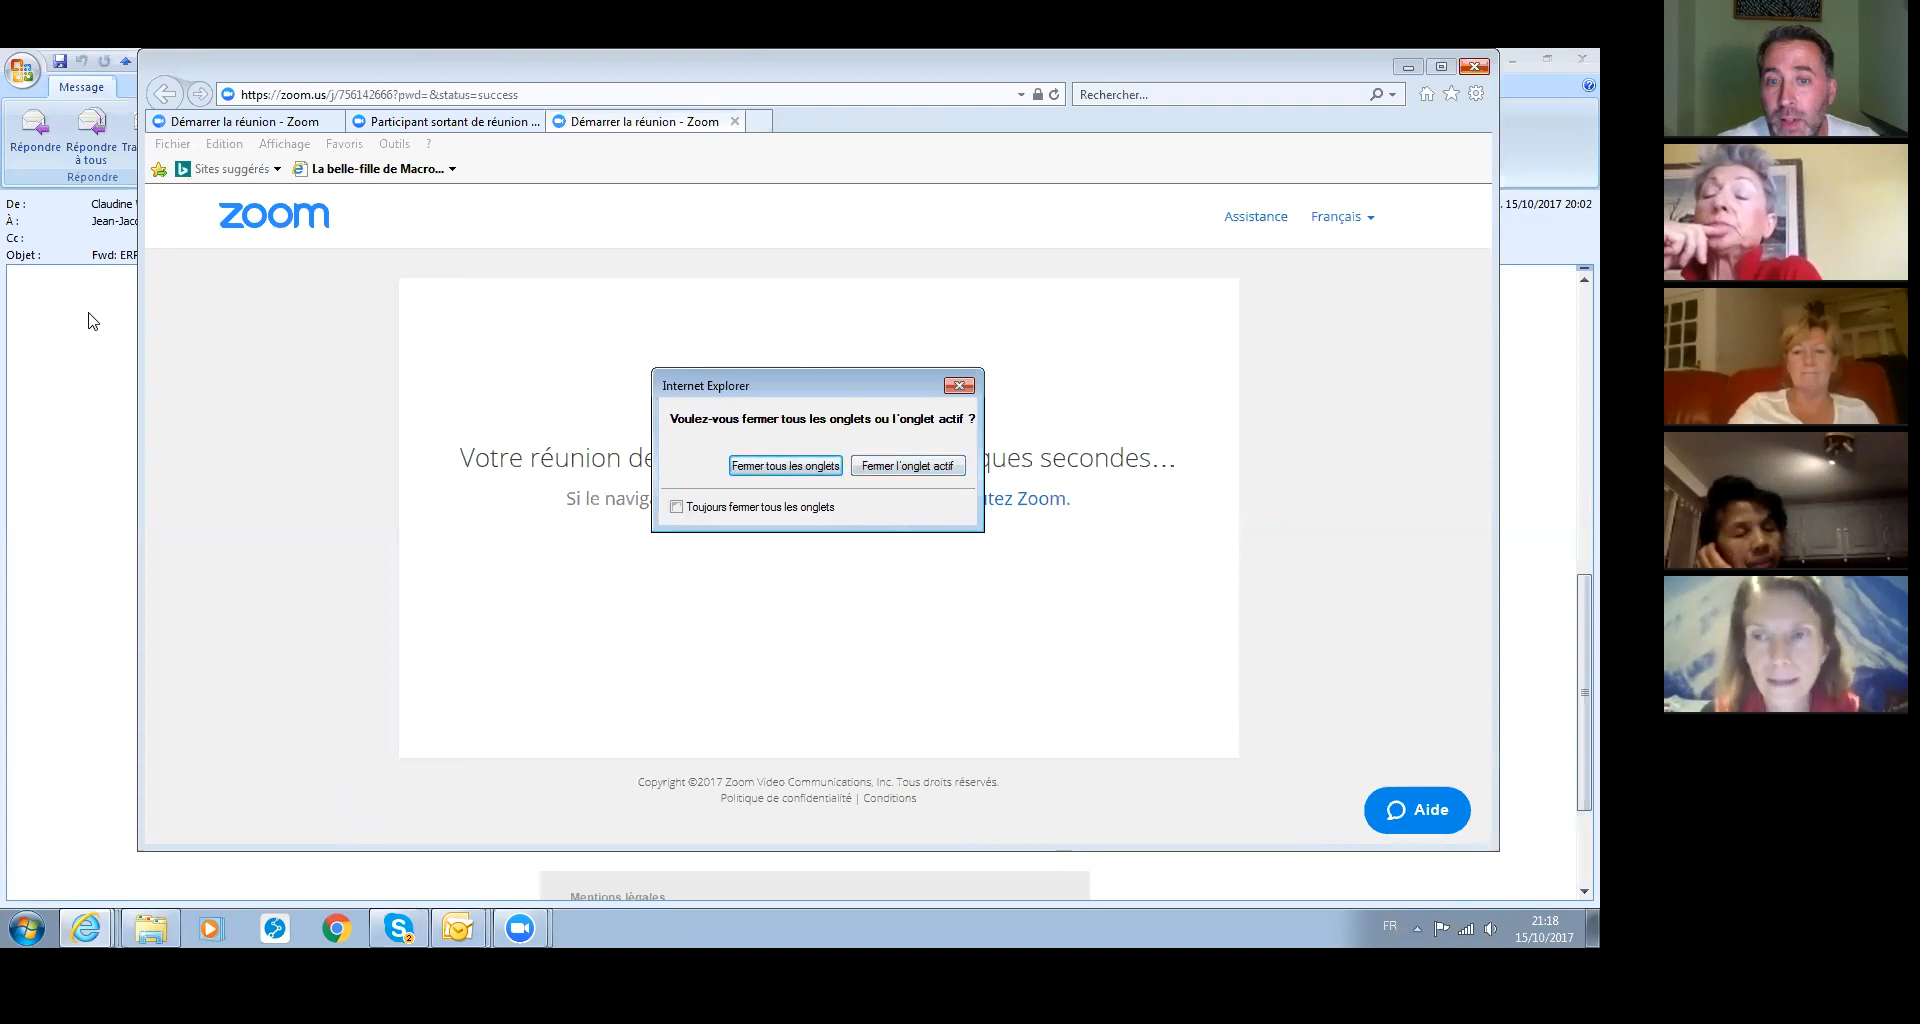 https://zoom.us/j/756142666?pwd=&status=success
Rechercher...
Message
Démarrer la réunion - Zoom
Participant sortant de réunion ...
Démarrer la réunion - Zoom
Fichier Edition Affichage Favoris Outils ?
Sites suggérés
La belle-fille de Macro...
Répondre
Répondre
à tous
Répondre
De : Claudine
À : Jean-Jaco
Cc :
Objet : Fwd: ERP
15/10/2017 20:02
zoom
Assistance
Français
Internet Explorer
Voulez-vous fermer tous les onglets ou l'onglet actif ?
Fermer tous les onglets
Fermer l'onglet actif
Toujours fermer tous les onglets
Votre réunion de
ques secondes...
Si le navig
tez Zoom.
Copyright ©2017 Zoom Video Communications, Inc. Tous droits réservés.
Politique de confidentialité | Conditions
Aide
Mentions légales
FR
21:18
15/10/2017